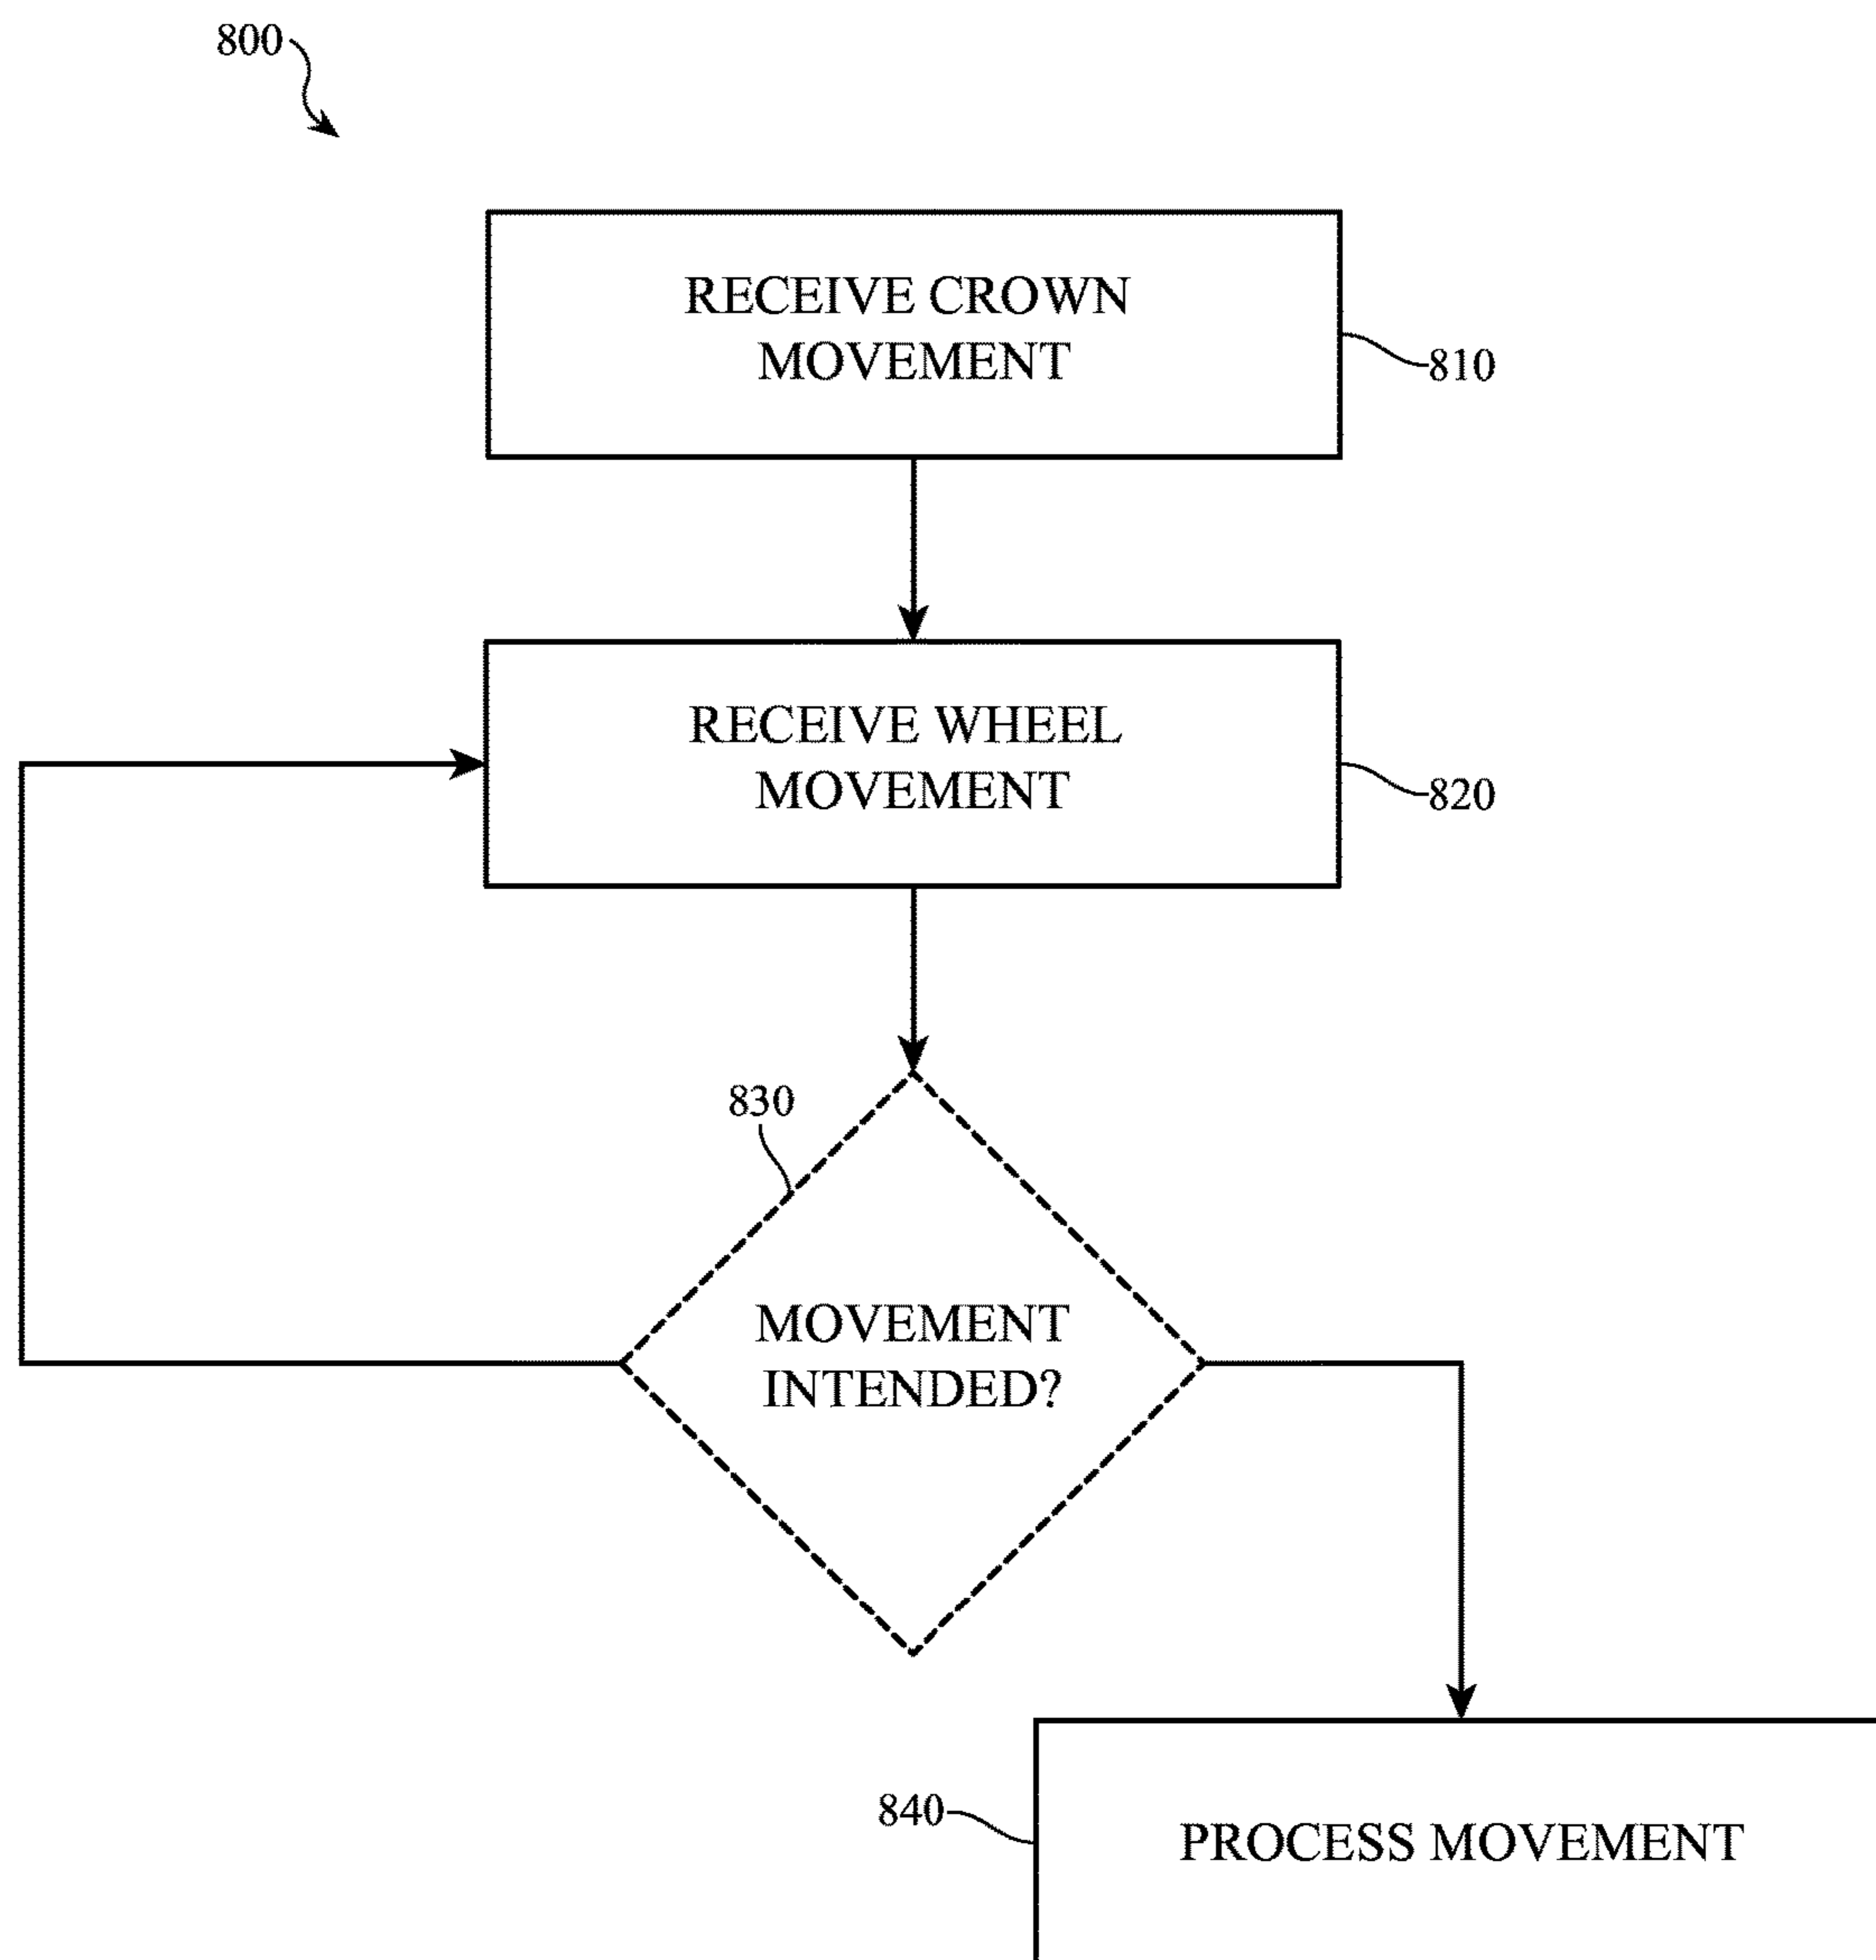 800
RECEIVE CROWN
MOVEMENT
810
RECEIVE WHEEL
MOVEMENT
820
830
MOVEMENT
INTENDED?
840
PROCESS MOVEMENT